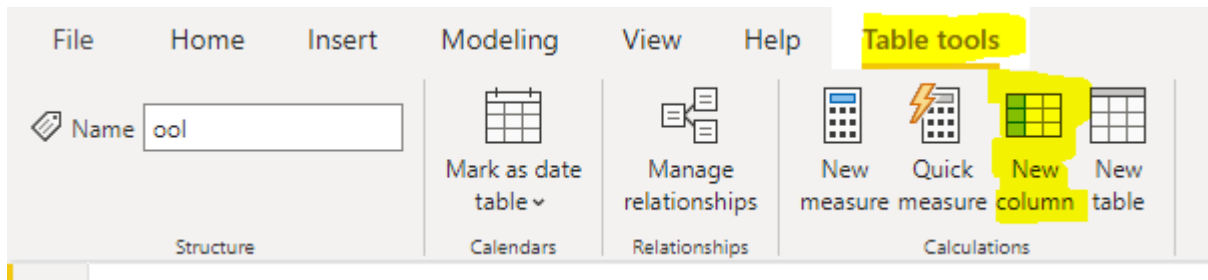 File Home Insert Modeling View Help Table tools
Name ool
Mark as date table
Manage relationships
New measure
Quick measure
New column
New table
Structure Calendars Relationships Calculations